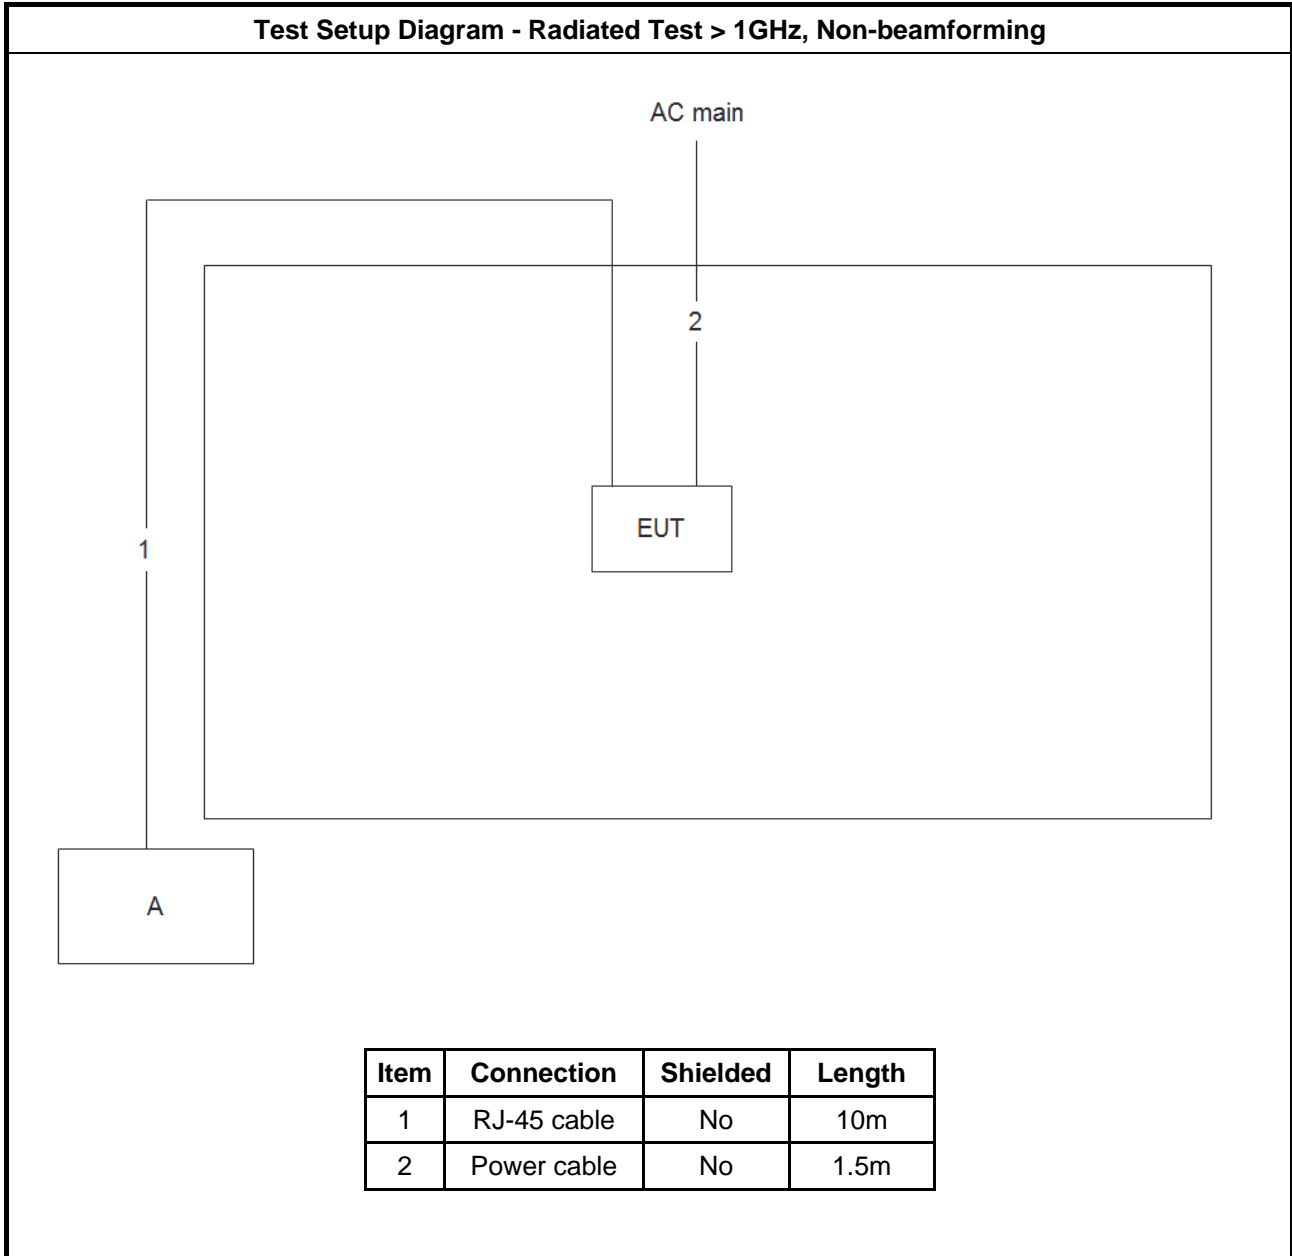 Test Setup Diagram - Radiated Test > 1GHz, Non-beamforming
AC main
2
EUT
1
A
Item Connection Shielded Length
1 RJ-45 cable No 10m
2 Power cable No 1.5m